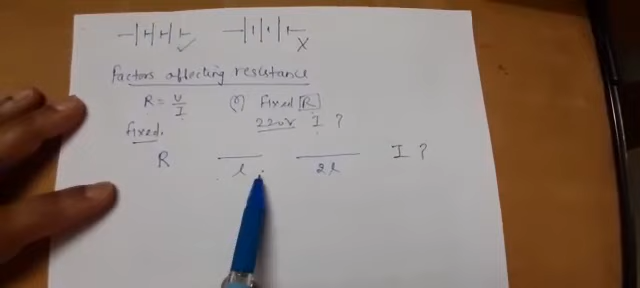 X
Factors affecting resistance
R = V/I (i) Fixed R
Fixed. 220V I ?
R l 2l I ?